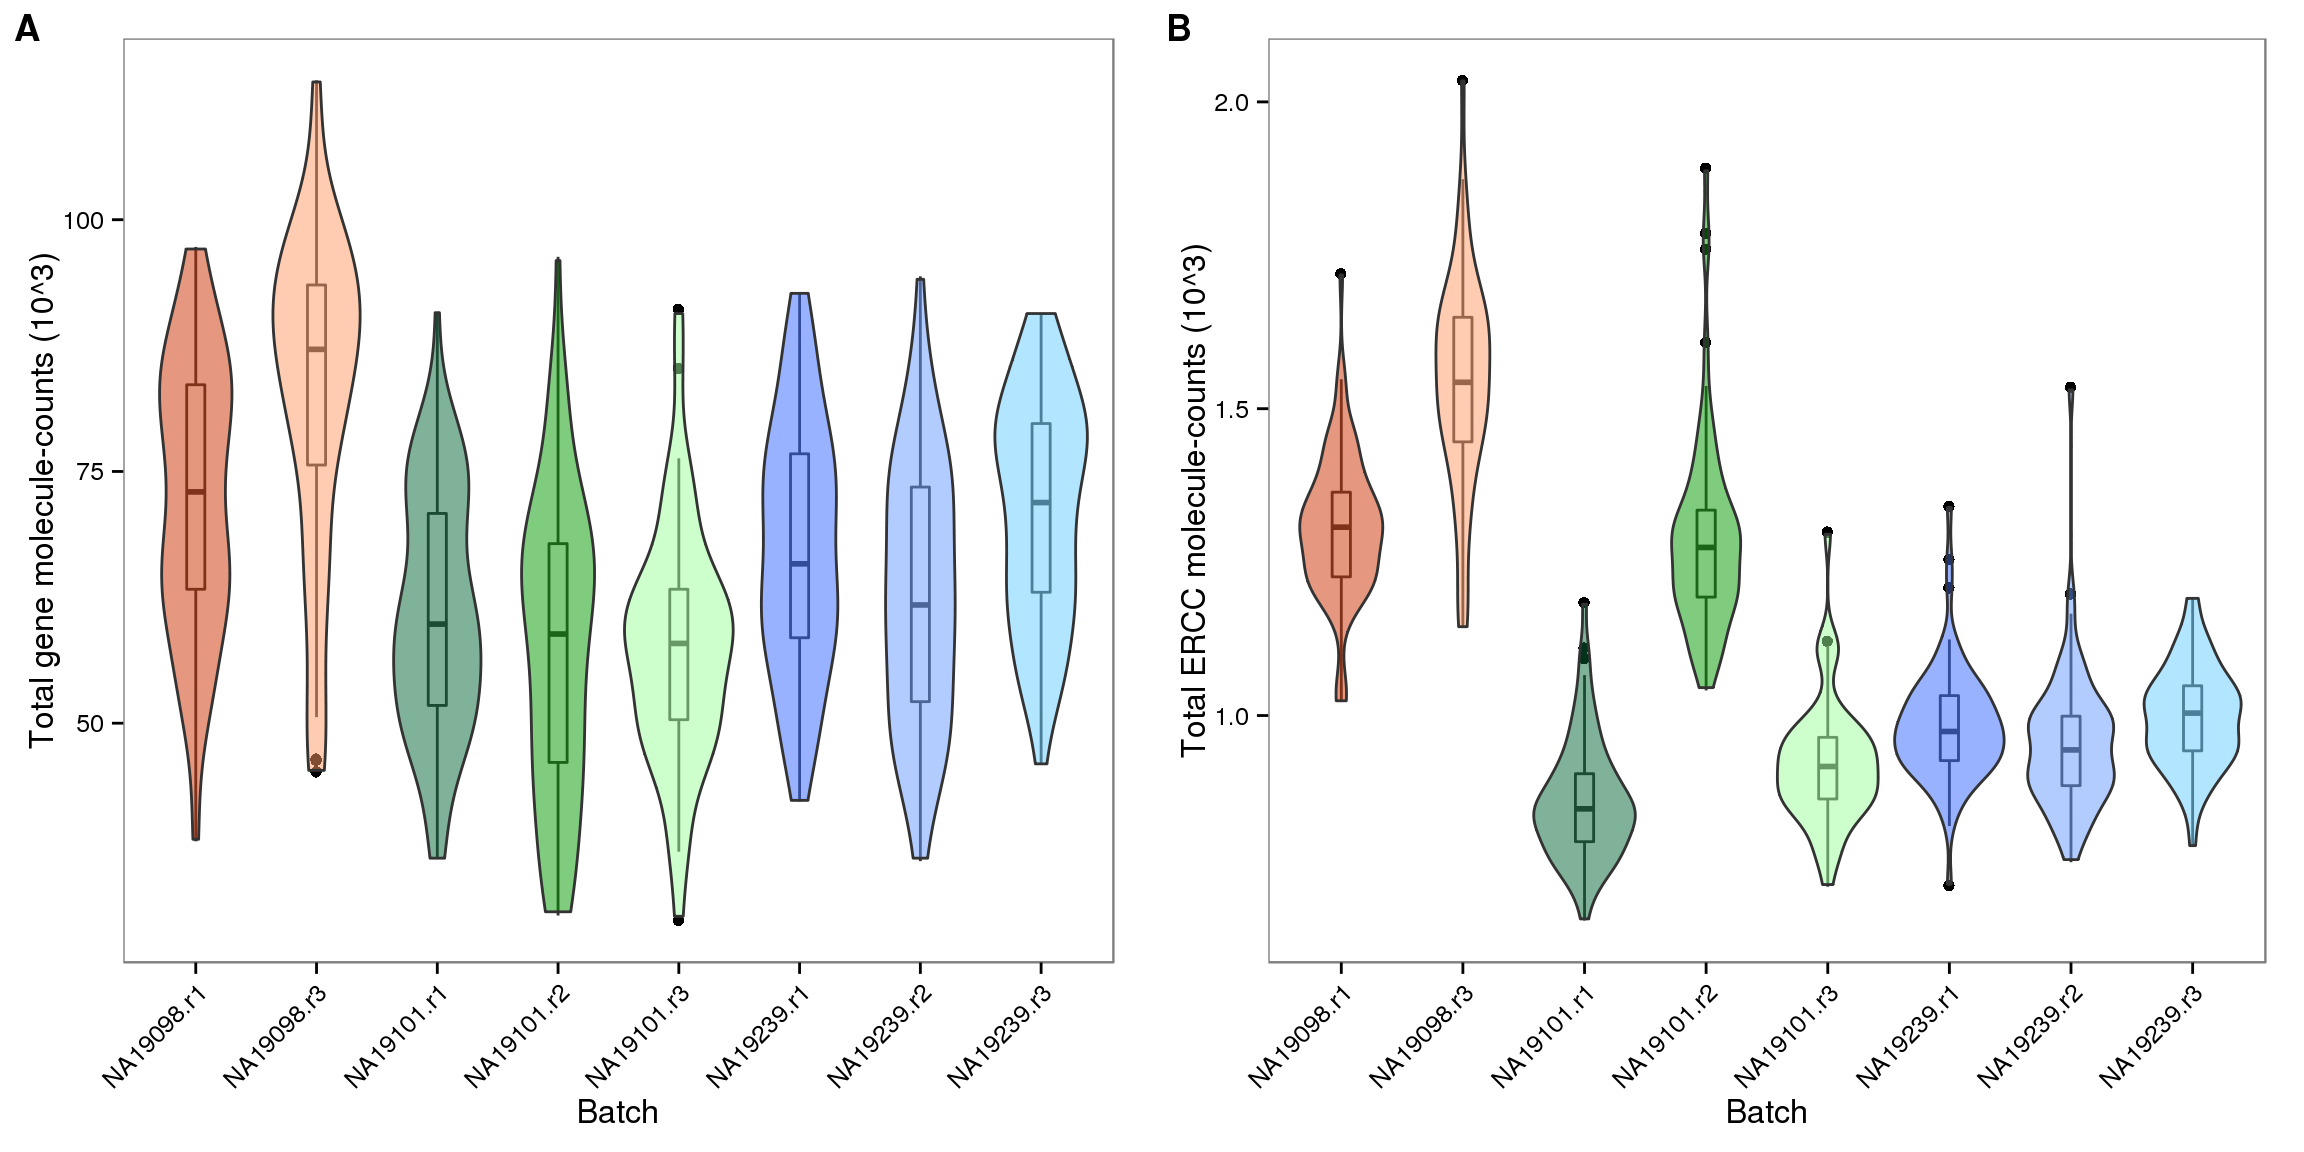 A
Total gene molecule-counts (10^3)
100
75
50
NA19098.r1
NA19098.r3
NA19101.r1
NA19101.r2
NA19101.r3
NA19239.r1
NA19239.r2
NA19239.r3
Batch
B
Total ERCC molecule-counts (10^3)
2.0
1.5
1.0
NA19098.r1
NA19098.r3
NA19101.r1
NA19101.r2
NA19101.r3
NA19239.r1
NA19239.r2
NA19239.r3
Batch